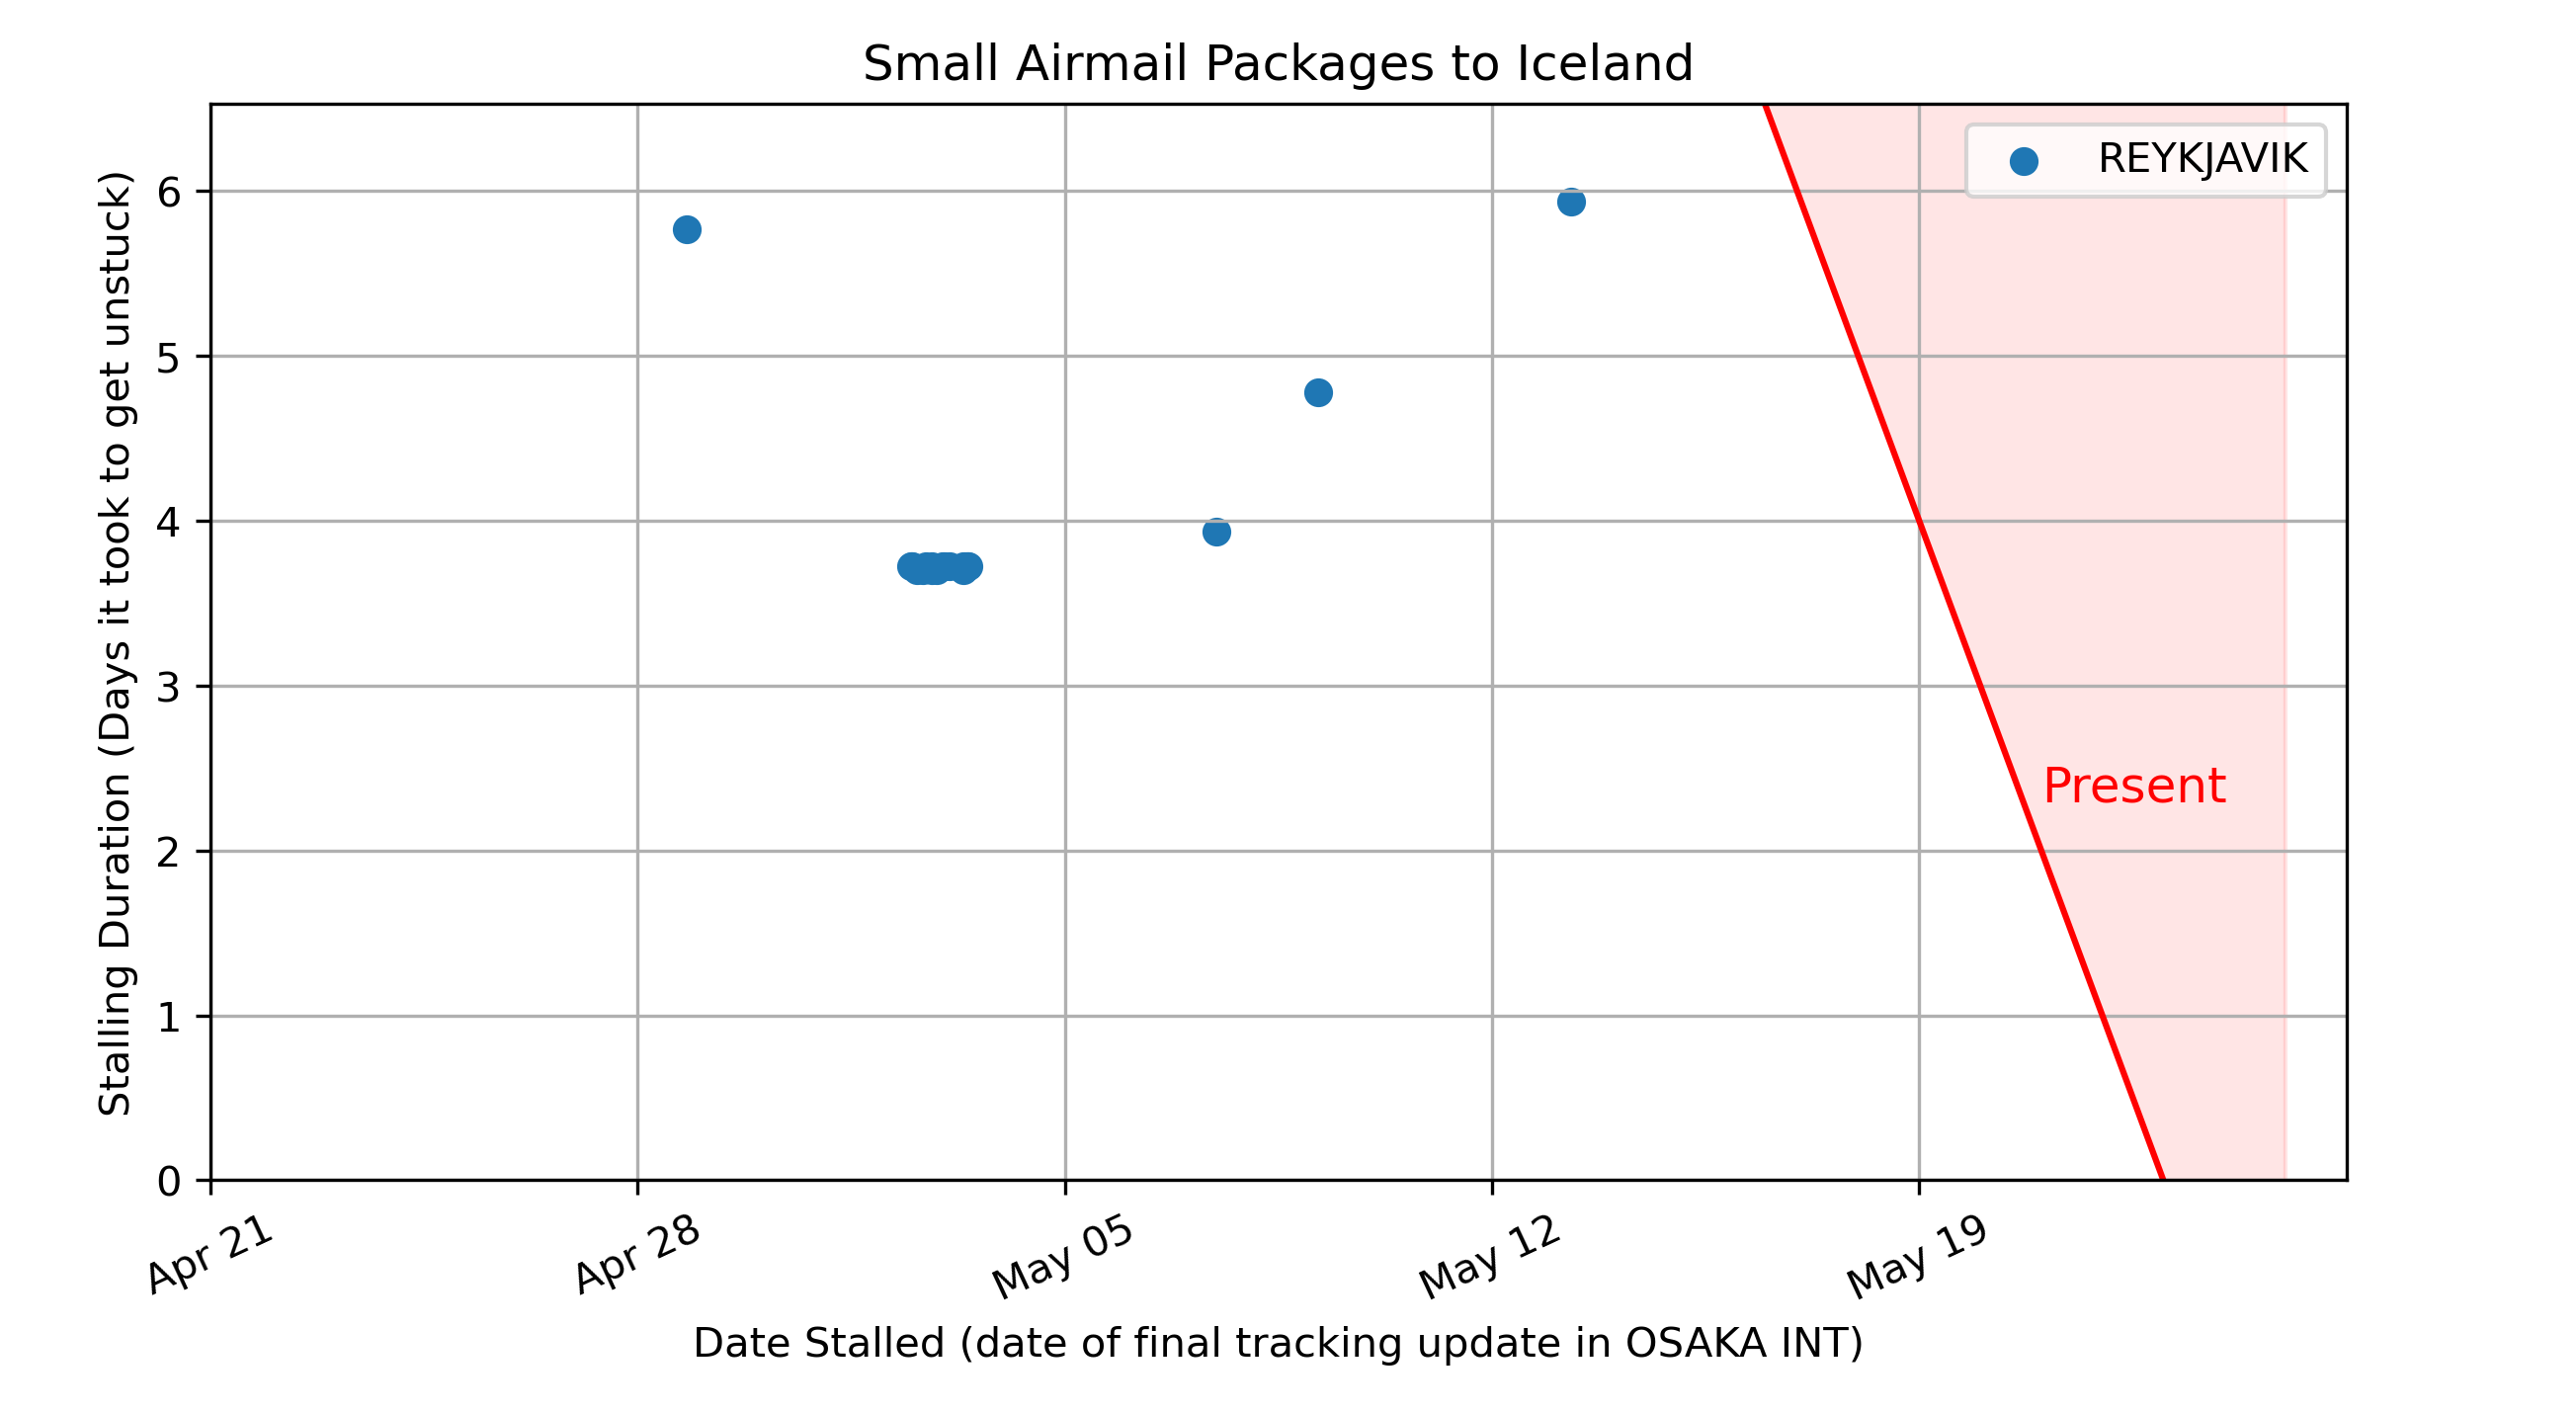 Small Airmail Packages to Iceland
REYKJAVIK
Stalling Duration (Days it took to get unstuck)
6
5
4
3
2
1
0
Present
Apr 21
Apr 28
May 05
May 12
May 19
Date Stalled (date of final tracking update in OSAKA INT)